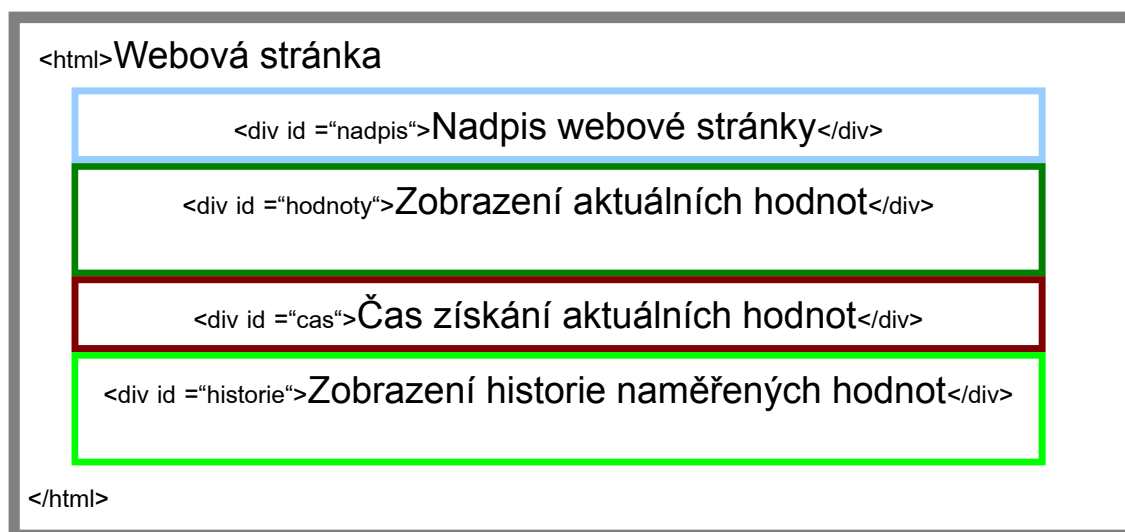 <html>Webová stránka
<div id =“nadpis“>Nadpis webové stránky</div>
<div id =“hodnoty“>Zobrazení aktuálních hodnot</div>
<div id =“cas“>Čas získání aktuálních hodnot</div>
<div id =“historie“>Zobrazení historie naměřených hodnot</div>
</html>